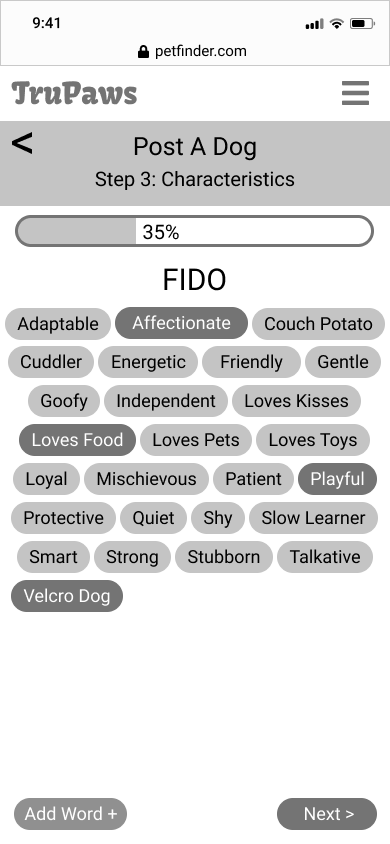 9:41
petfinder.com
TruPaws
< Post A Dog
Step 3: Characteristics
35%
FIDO
Adaptable Affectionate Couch Potato
Cuddler Energetic Friendly Gentle
Goofy Independent Loves Kisses
Loves Food Loves Pets Loves Toys
Loyal Mischievous Patient Playful
Protective Quiet Shy Slow Learner
Smart Strong Stubborn Talkative
Velcro Dog
Add Word + Next >